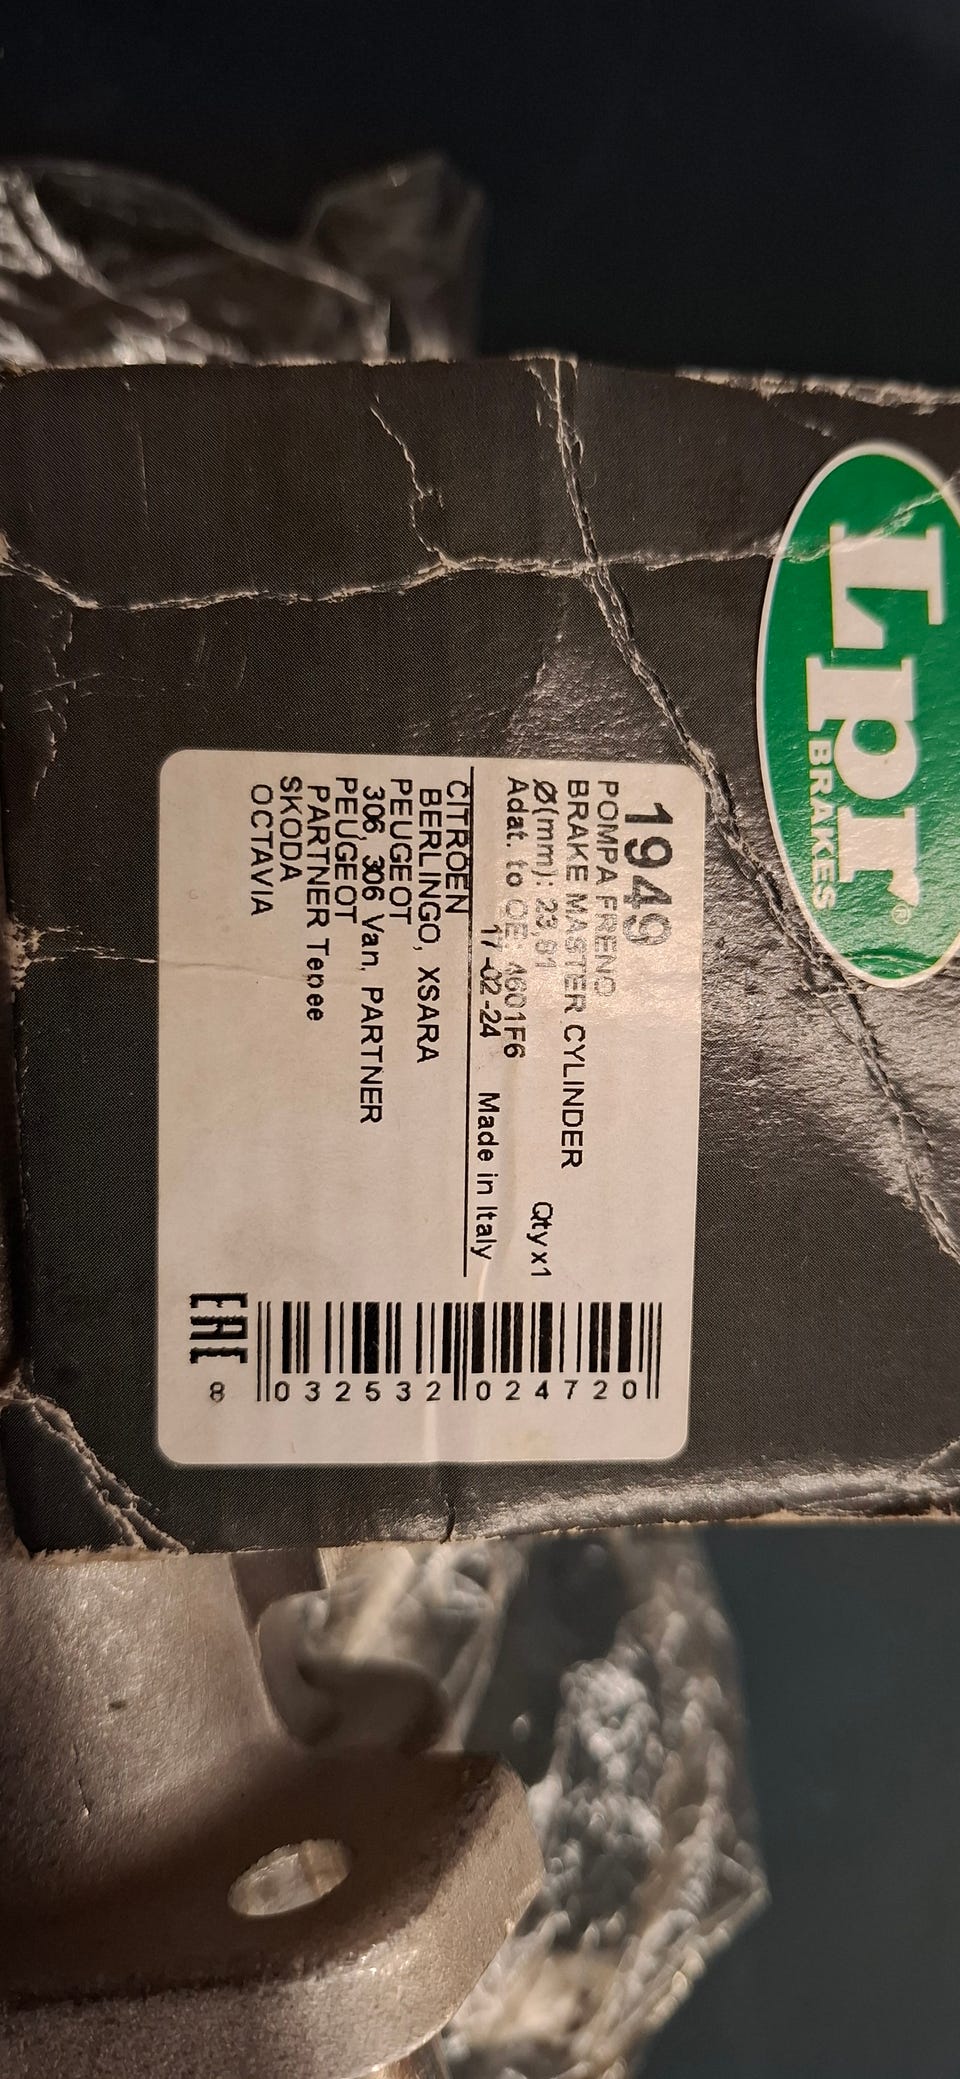 Lpr®
BRAKES
1949
POMPA FRENO
BRAKE MASTER CYLINDER
Ø(mm): 23,81 Qty x1
Adat. to OE: 4601F6
17-02-24 Made in Italy
CITROËN
BERLINGO, XSARA
PEUGEOT
306, 306 Van, PARTNER
PEUGEOT
PARTNER Tepee
SKODA
OCTAVIA
EAC
8 032532 024720